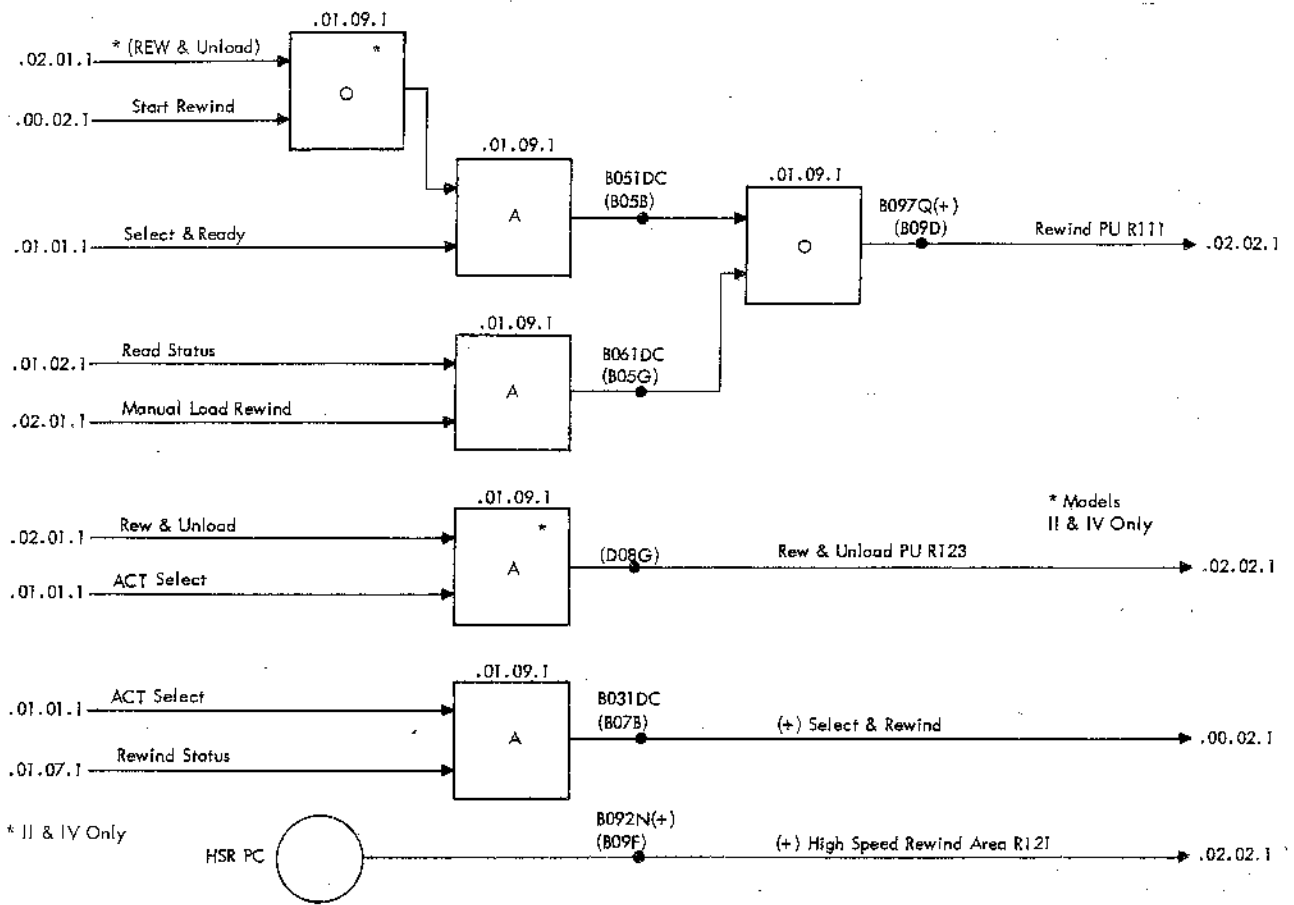 .01.09.1
* (REW & Unload)
.02.01.1
*
O
Start Rewind
.00.02.1
.01.09.1
.01.09.1
B051DC
(B05B)
A
B097Q(+)
(B09D)
Rewind PU R111
.02.02.1
Select & Ready
.01.01.1
O
.01.09.1
Read Status
.01.02.1
B061DC
(B05G)
A
Manual Load Rewind
.02.01.1
.01.09.1
* Models
II & IV Only
Rew & Unload
.02.01.1
*
A
(D08G)
Rew & Unload PU R123
.02.02.1
ACT Select
.01.01.1
.01.09.1
ACT Select
.01.01.1
B031DC
(B07B)
A
(+) Select & Rewind
.00.02.1
Rewind Status
.01.07.1
* II & IV Only
HSR PC
B092N(+)
(B09F)
(+) High Speed Rewind Area R121
.02.02.1